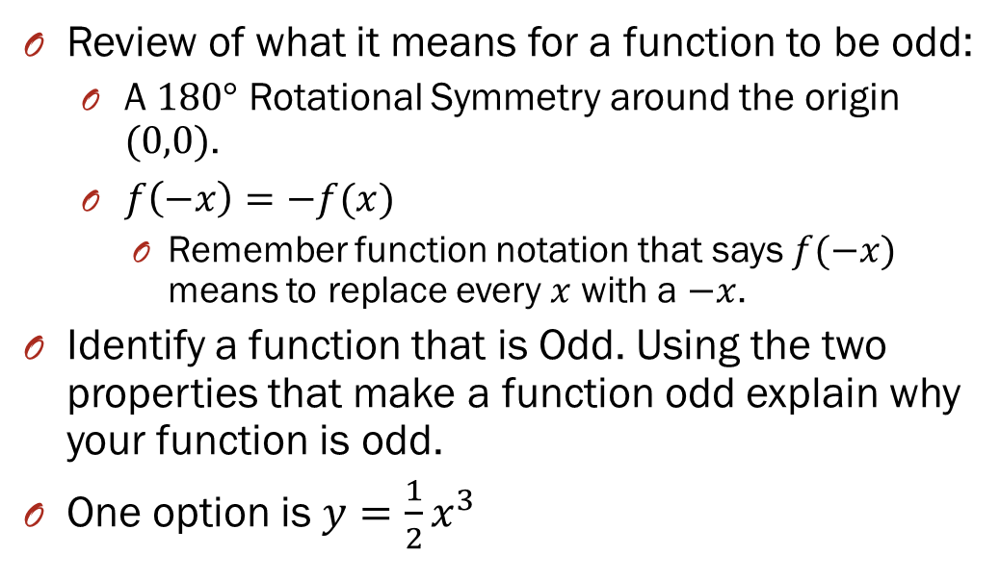 Review of what it means for a function to be odd:
A 180° Rotational Symmetry around the origin
(0,0).
f(−x) = −f(x)
Remember function notation that says f(−x)
means to replace every x with a −x.
Identify a function that is Odd. Using the two
properties that make a function odd explain why
your function is odd.
One option is y = 1/2 x³